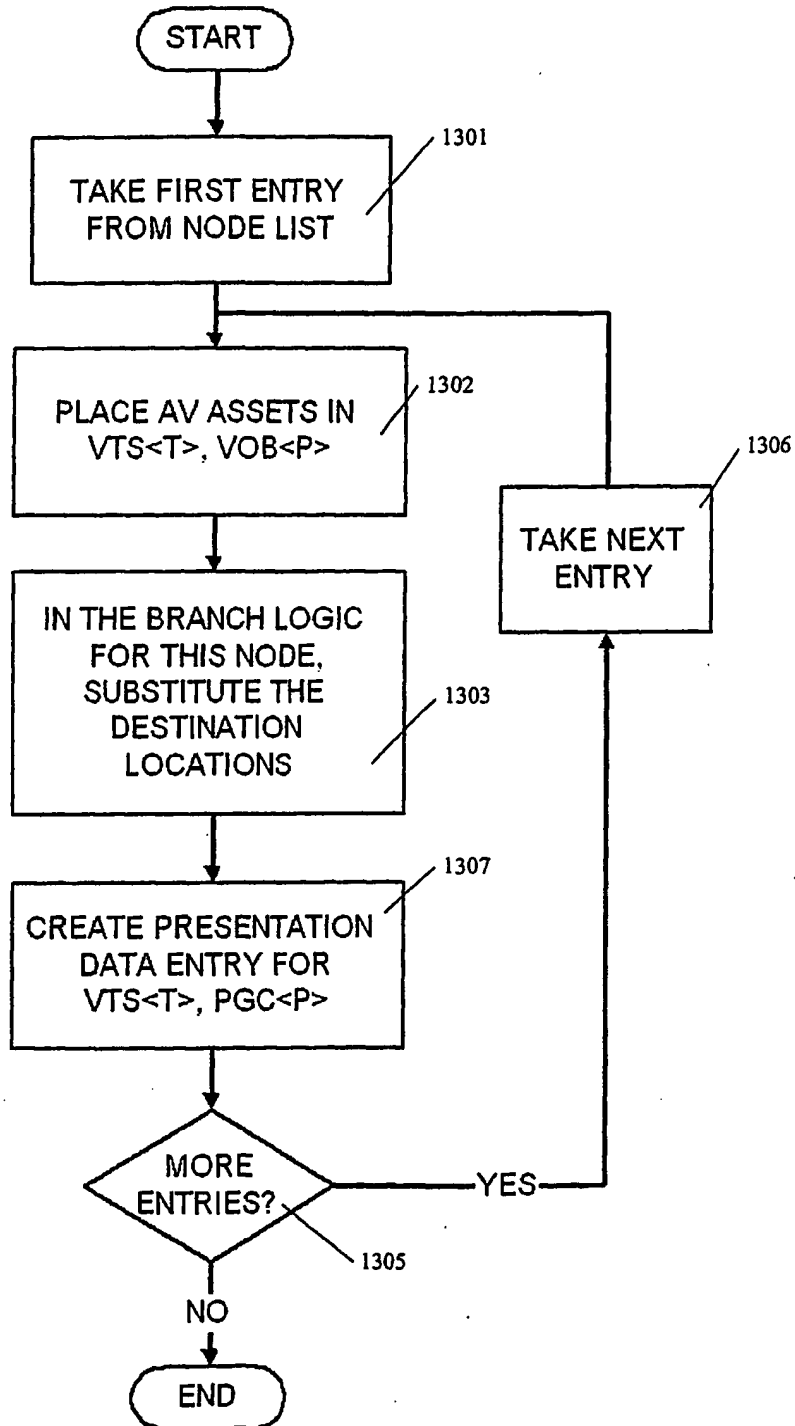 START
1301
TAKE FIRST ENTRY
FROM NODE LIST
1302
PLACE AV ASSETS IN
VTS<T>, VOB<P>
1306
TAKE NEXT
ENTRY
IN THE BRANCH LOGIC
FOR THIS NODE,
SUBSTITUTE THE
DESTINATION
LOCATIONS
1303
1307
CREATE PRESENTATION
DATA ENTRY FOR
VTS<T>, PGC<P>
MORE
ENTRIES?
YES
1305
NO
END